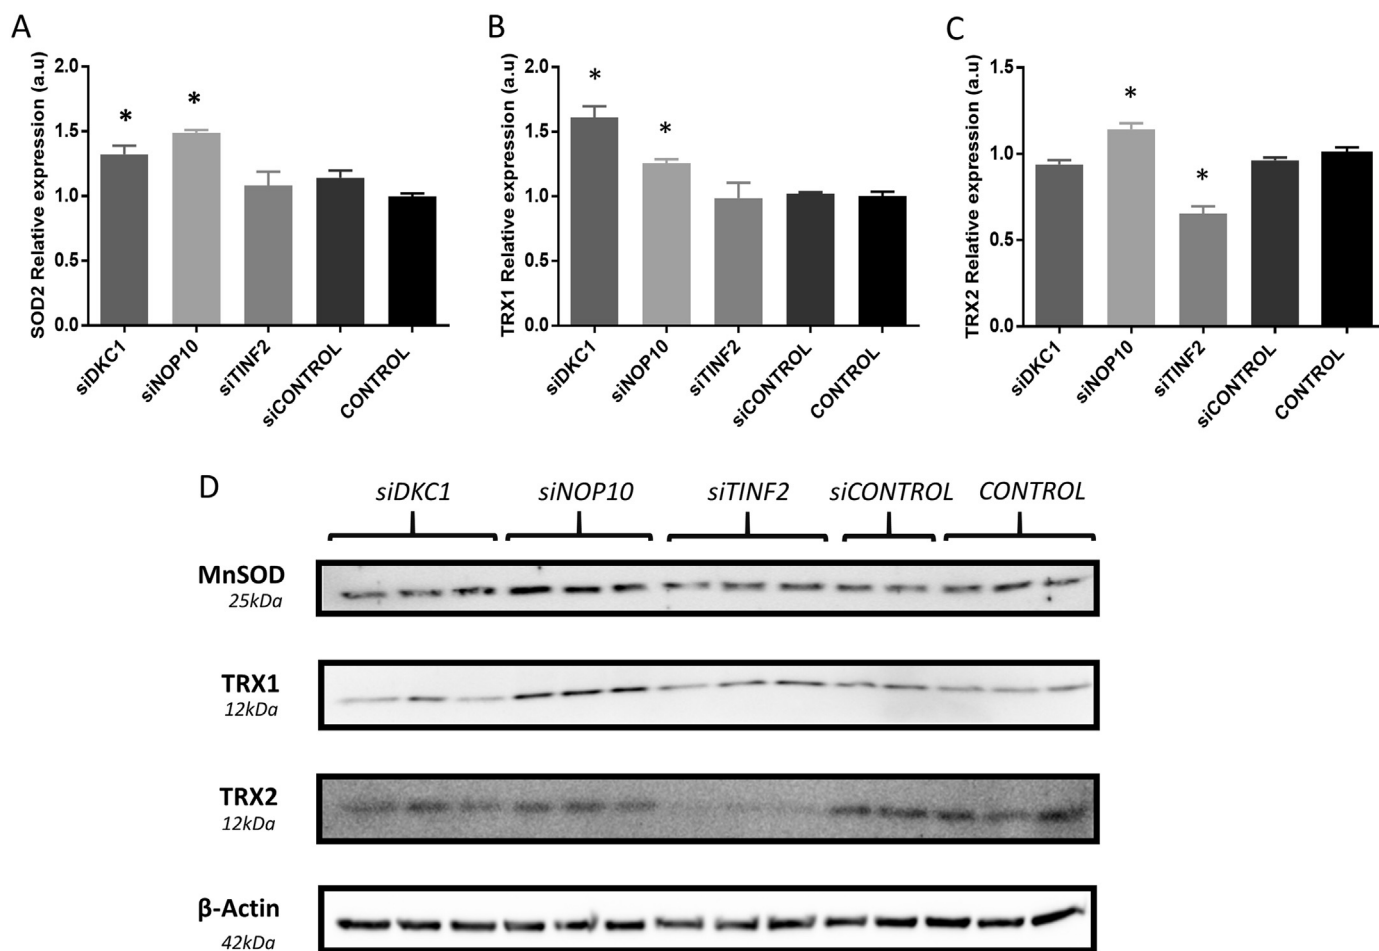 A
SOD2 Relative expression (a.u)
2.0
1.5
1.0
0.5
0.0
*
*
siDKC1
siNOP10
siTINF2
siCONTROL
CONTROL
B
TRX1 Relative expression (a.u)
2.0
1.5
1.0
0.5
0.0
*
*
siDKC1
siNOP10
siTINF2
siCONTROL
CONTROL
C
TRX2 Relative expression (a.u)
1.5
1.0
0.5
0.0
*
*
siDKC1
siNOP10
siTINF2
siCONTROL
CONTROL
D
siDKC1 siNOP10 siTINF2 siCONTROL CONTROL
MnSOD
25kDa
TRX1
12kDa
TRX2
12kDa
β-Actin
42kDa